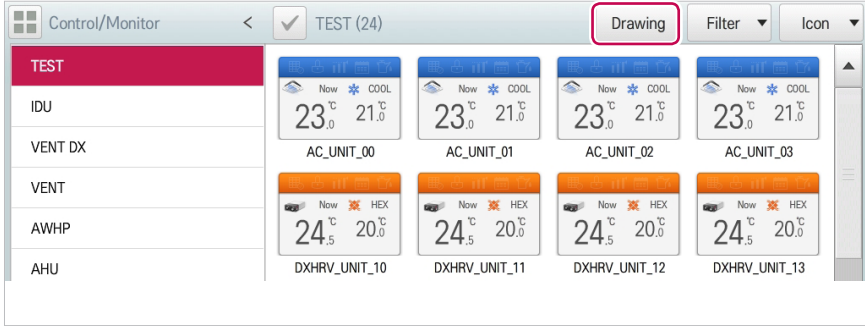 Control/Monitor < TEST (24) Drawing Filter ▼ Icon ▼
TEST
IDU
VENT DX
VENT
AWHP
AHU
Now COOL Now COOL Now COOL Now COOL
23.0 ℃ 21.0 ℃ 23.0 ℃ 21.0 ℃ 23.0 ℃ 21.0 ℃ 23.0 ℃ 21.0 ℃
AC_UNIT_00 AC_UNIT_01 AC_UNIT_02 AC_UNIT_03
Now HEX Now HEX Now HEX Now HEX
24.5 ℃ 20.0 ℃ 24.5 ℃ 20.0 ℃ 24.5 ℃ 20.0 ℃ 24.5 ℃ 20.0 ℃
DXHRV_UNIT_10 DXHRV_UNIT_11 DXHRV_UNIT_12 DXHRV_UNIT_13